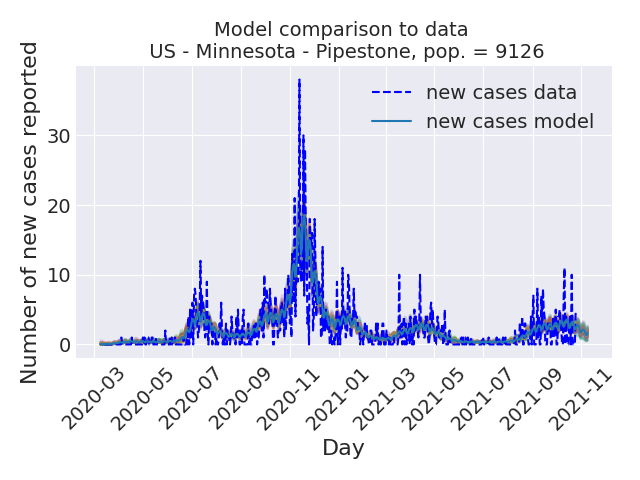 Model comparison to data
US - Minnesota - Pipestone, pop. = 9126
new cases data
new cases model
Number of new cases reported
30
20
10
0
2020-03
2020-05
2020-07
2020-09
2020-11
2021-01
2021-03
2021-05
2021-07
2021-09
2021-11
Day